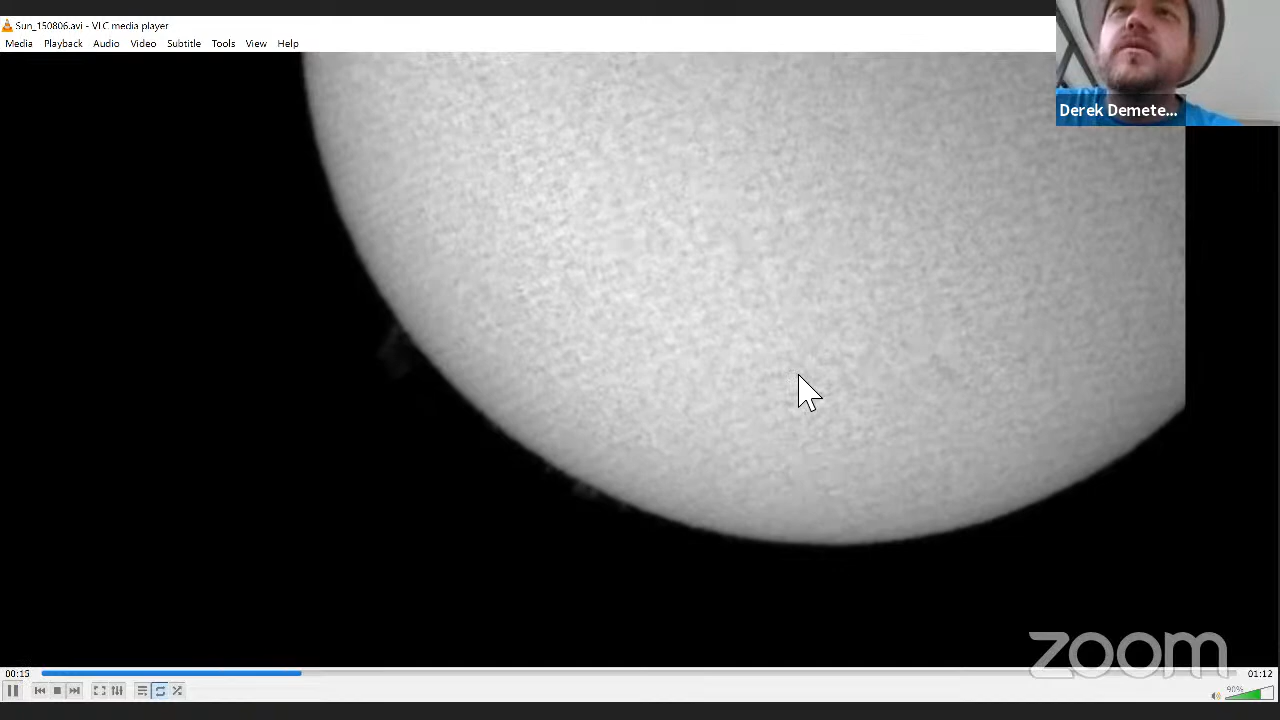 Sun_150806.avi - VLC media player
Media Playback Audio Video Subtitle Tools View Help
Derek Demete...
zoom
00:15
01:12
90%